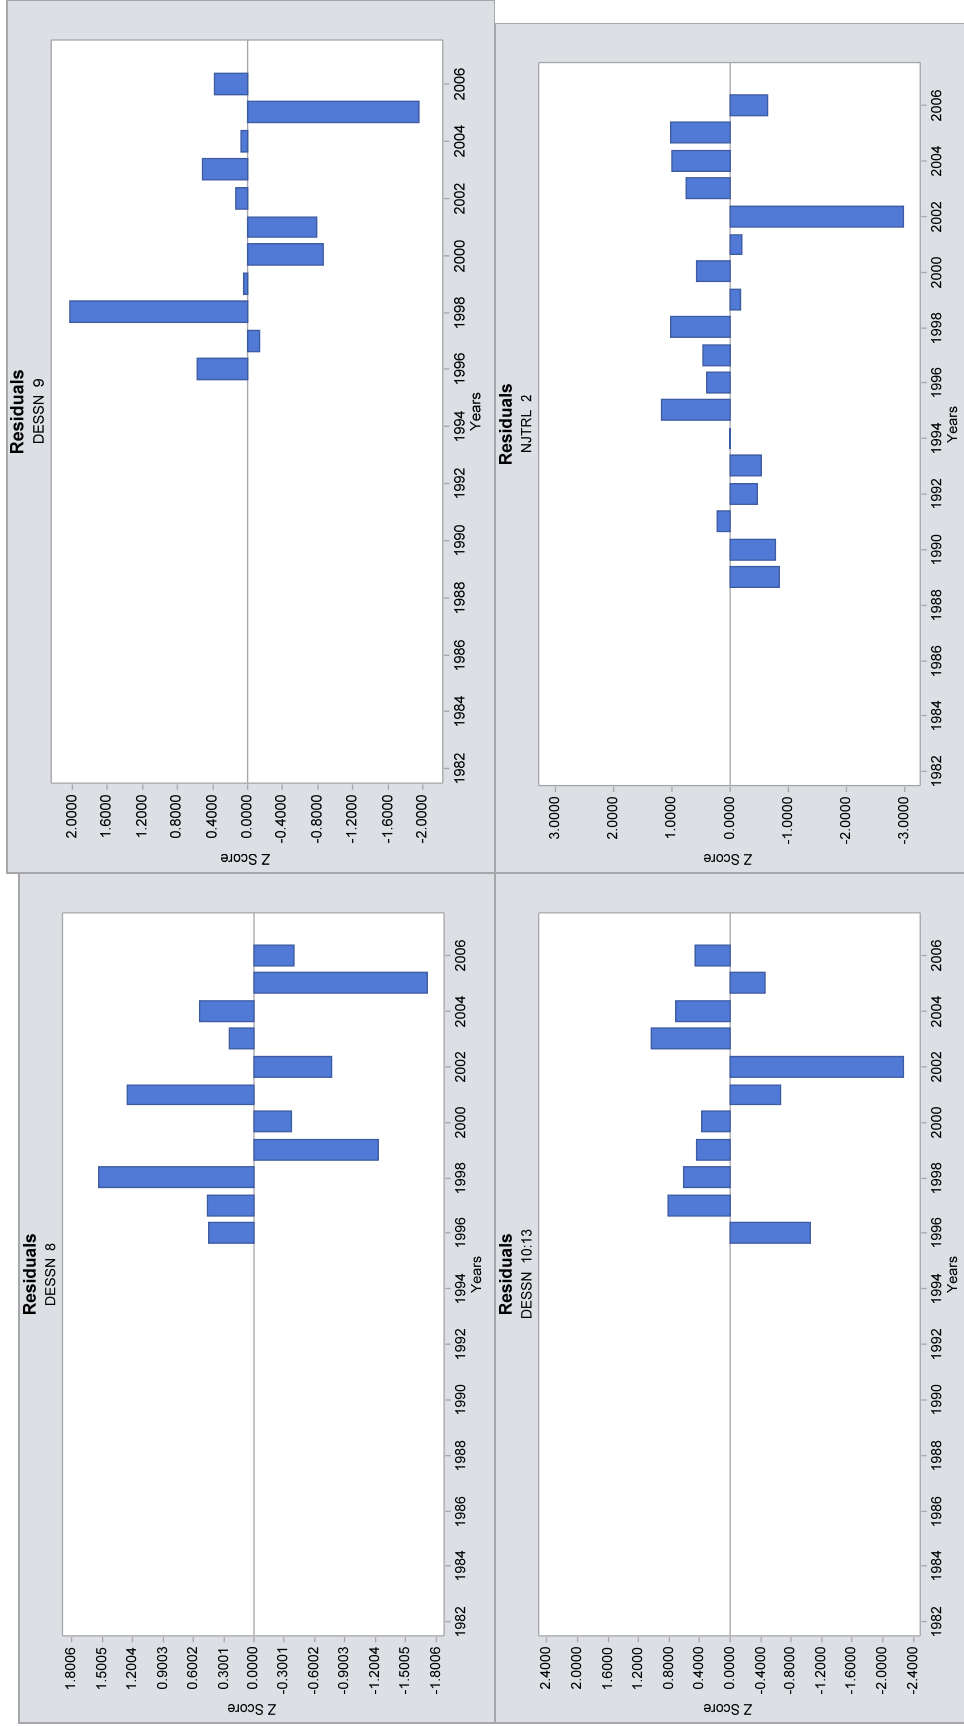 Residuals
DESSN 8
1.8006
1.5005
1.2004
0.9003
0.6002
0.3001
0.0000
-0.3001
-0.6002
-0.9003
-1.2004
-1.5005
-1.8006
Z Score
1982 1984 1986 1988 1990 1992 1994 1996 1998 2000 2002 2004 2006
Years
Residuals
DESSN 9
2.0000
1.6000
1.2000
0.8000
0.4000
0.0000
-0.4000
-0.8000
-1.2000
-1.6000
-2.0000
Z Score
1982 1984 1986 1988 1990 1992 1994 1996 1998 2000 2002 2004 2006
Years
Residuals
DESSN 10:13
2.4000
2.0000
1.6000
1.2000
0.8000
0.4000
0.0000
-0.4000
-0.8000
-1.2000
-1.6000
-2.0000
-2.4000
Z Score
1982 1984 1986 1988 1990 1992 1994 1996 1998 2000 2002 2004 2006
Years
Residuals
NJTRL 2
3.0000
2.0000
1.0000
0.0000
-1.0000
-2.0000
-3.0000
Z Score
1982 1984 1986 1988 1990 1992 1994 1996 1998 2000 2002 2004 2006
Years